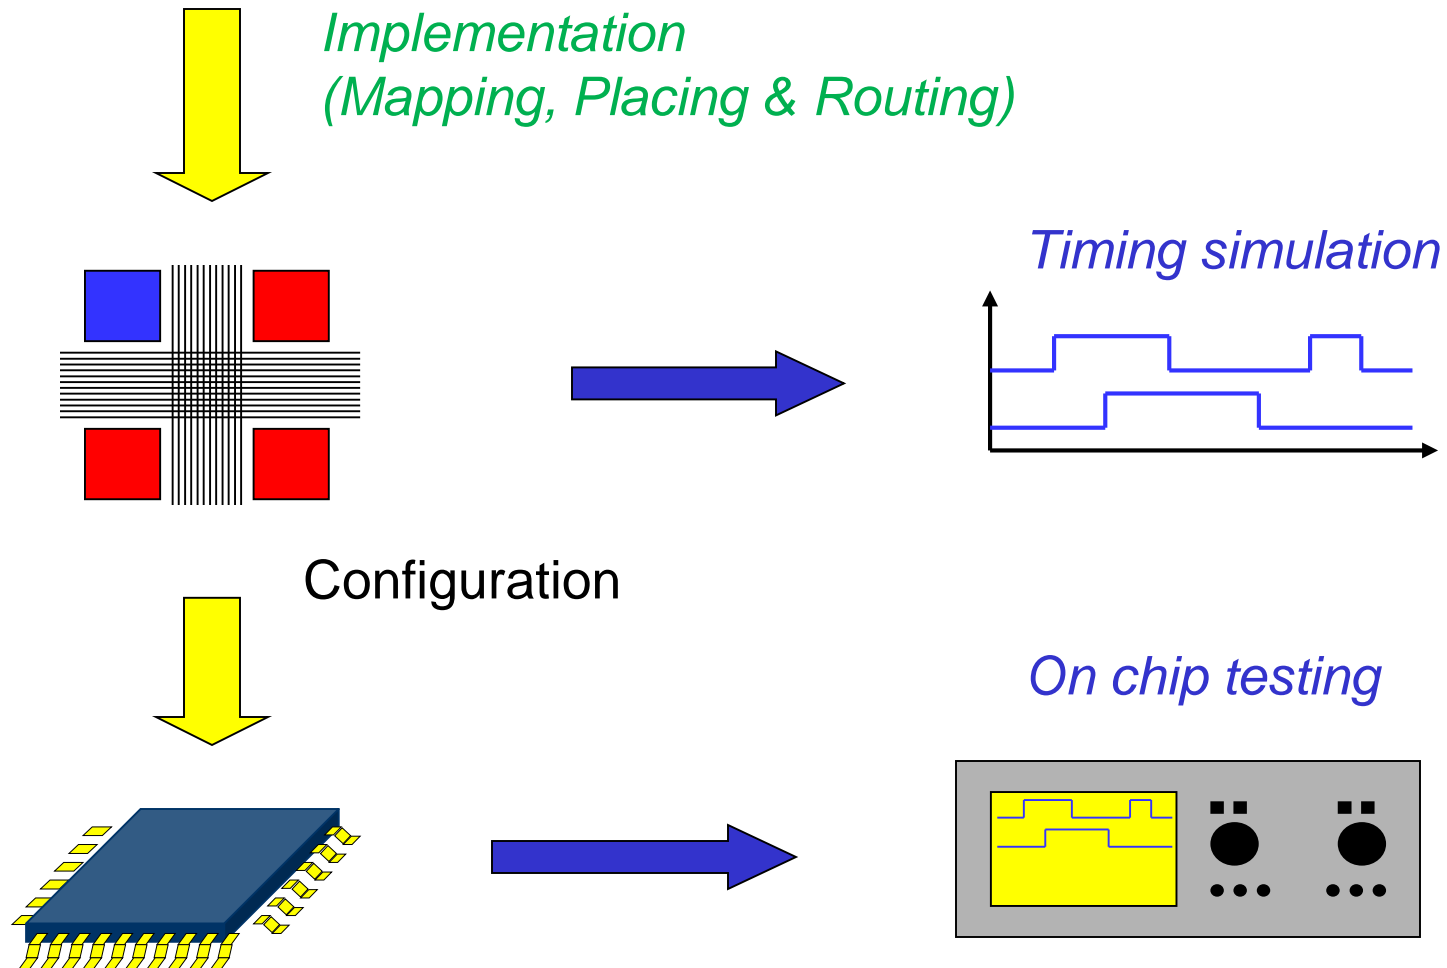 Implementation
(Mapping, Placing & Routing)
Timing simulation
Configuration
On chip testing